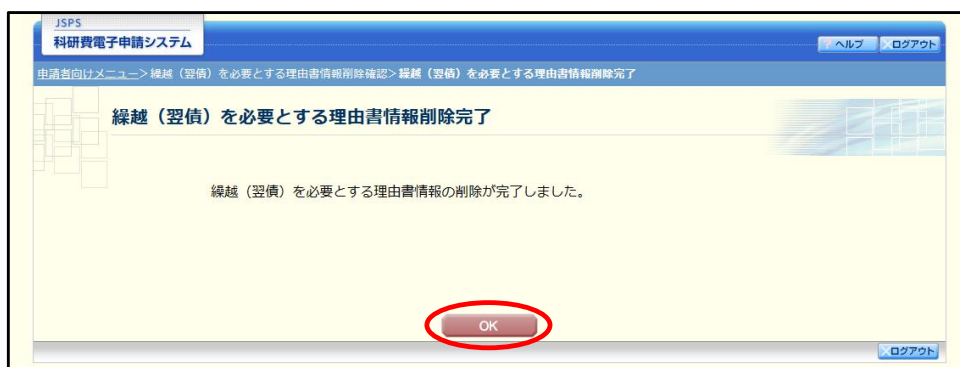 JSPS
科研費電子申請システム
ヘルプ ログアウト
申請者向けメニュー>繰越（翌債）を必要とする理由書情報削除確認>繰越（翌債）を必要とする理由書情報削除完了
繰越（翌債）を必要とする理由書情報削除完了
繰越（翌債）を必要とする理由書情報の削除が完了しました。
OK
ログアウト